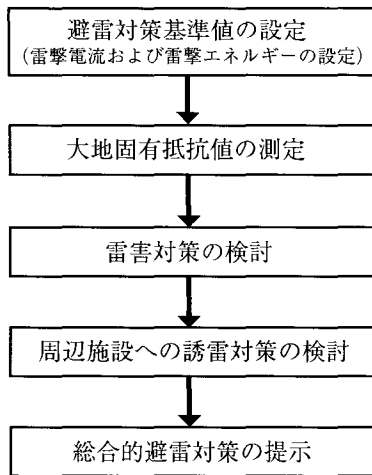 避雷対策基準値の設定
(雷撃電流および雷撃エネルギーの設定)
大地固有抵抗値の測定
雷害対策の検討
周辺施設への誘雷対策の検討
総合的避雷対策の提示